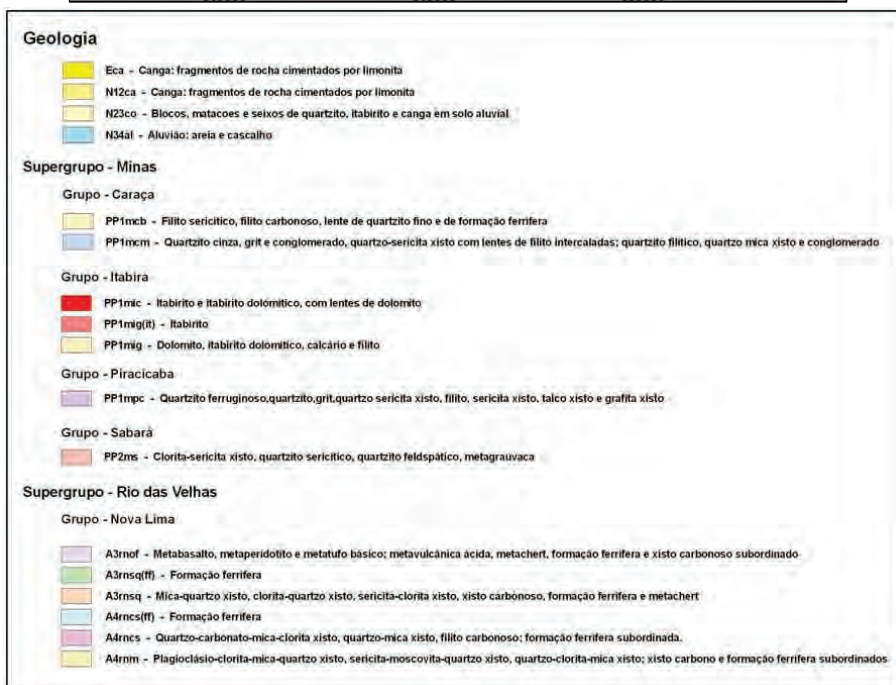 Geologia
Eca - Canga: fragmentos de rocha cimentados por limonita
N12ca - Canga: fragmentos de rocha cimentados por limonita
N23co - Blocos, matacoes e seixos de quartzito, itabirito e canga em solo aluvial
N34al - Aluvião: areia e cascalho
Supergrupo - Minas
Grupo - Caraça
PP1mcb - Filito sericítico, filito carbonoso, lente de quartzito fino e de formação ferrífera
PP1mcm - Quartzito cinza, grit e conglomerado, quartzo-sericita xisto com lentes de filito intercaladas; quartzito filítico, quartzo mica xisto e conglomerado
Grupo - Itabira
PP1mic - Itabirito e itabirito dolomítico, com lentes de dolomito
PP1mig(it) - Itabirito
PP1mig - Dolomito, itabirito dolomítico, calcário e filito
Grupo - Piracicaba
PP1mpc - Quartzito ferruginoso,quartzito,grit,quartzo sericita xisto, filito, sericita xisto, talco xisto e grafita xisto
Grupo - Sabará
PP2ms - Clorita-sericita xisto, quartzito sericítico, quartzito feldspático, metagrauvaca
Supergrupo - Rio das Velhas
Grupo - Nova Lima
A3rnof - Metabasalto, metaperidotito e metatufo básico; metavulcânica ácida, metachert, formação ferrífera e xisto carbonoso subordinado
A3rnsq(ff) - Formação ferrífera
A3rnsq - Mica-quartzo xisto, clorita-quartzo xisto, sericita-clorita xisto, xisto carbonoso, formação ferrífera e metachert
A4rncs(ff) - Formação ferrífera
A4rncs - Quartzo-carbonato-mica-clorita xisto, quartzo-mica xisto, filito carbonoso; formação ferrífera subordinada.
A4rnm - Plagioclásio-clorita-mica-quartzo xisto, sericita-moscovita-quartzo xisto, quartzo-clorita-mica xisto; xisto carbono e formação ferrífera subordinados